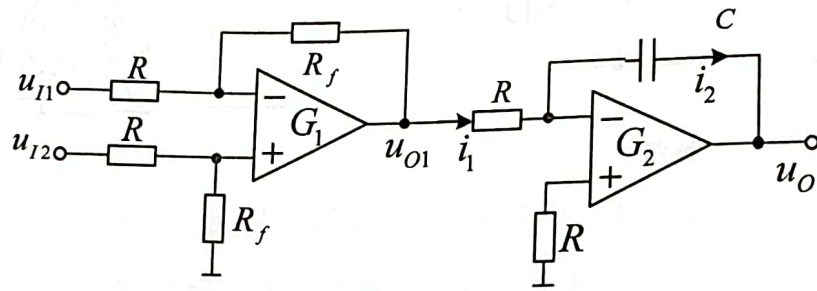 C
R
R_f
i_2
u_{I1}
−
R
−
G_1
G_2
R
u_{I2}
+
u_{O1}
i_1
+
u_O
R_f
R